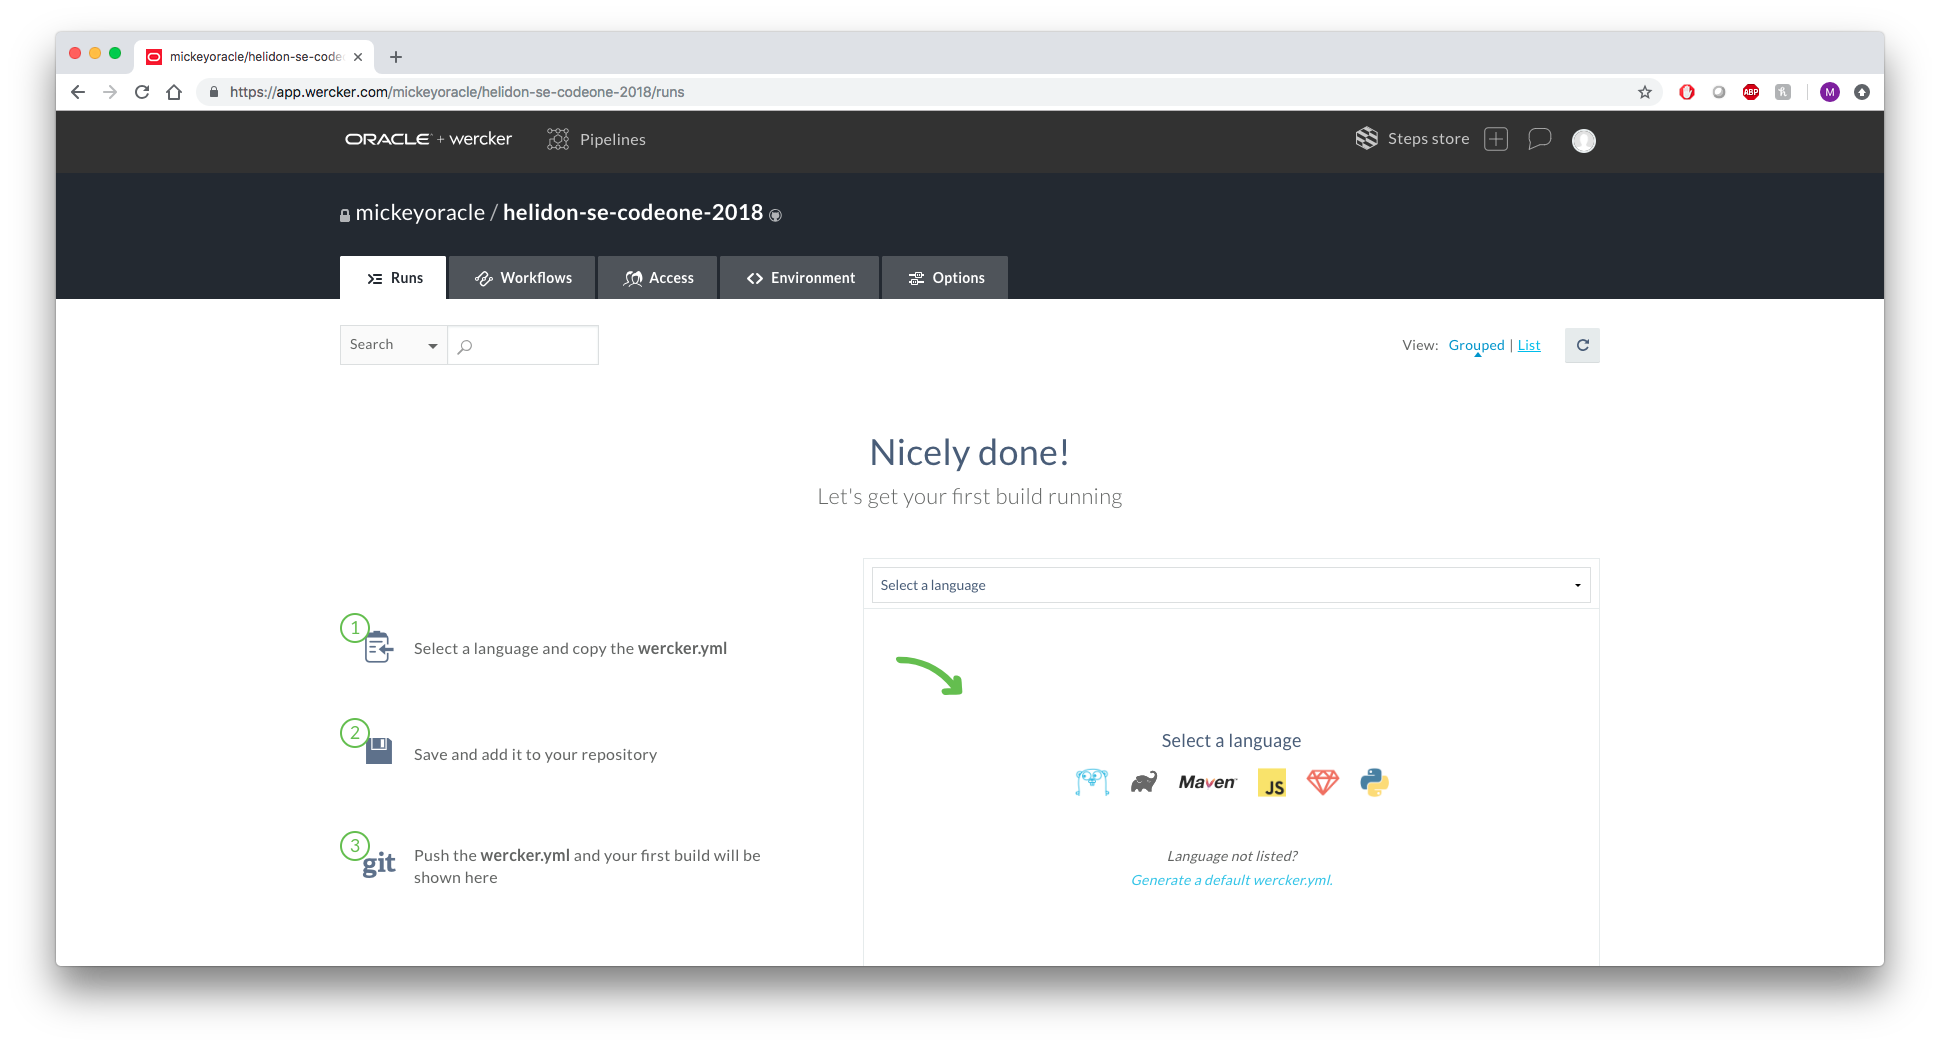 mickeyoracle/helidon-se-code
https://app.wercker.com/mickeyoracle/helidon-se-codeone-2018/runs
ABP
M
ORACLE + wercker
Pipelines
Steps store
mickeyoracle / helidon-se-codeone-2018
Runs
Workflows
Access
Environment
Options
Search
View: Grouped | List
Nicely done!
Let's get your first build running
Select a language
1
Select a language and copy the wercker.yml
2
Save and add it to your repository
3
git
Push the wercker.yml and your first build will be
shown here
Select a language
Maven
JS
Language not listed?
Generate a default wercker.yml.